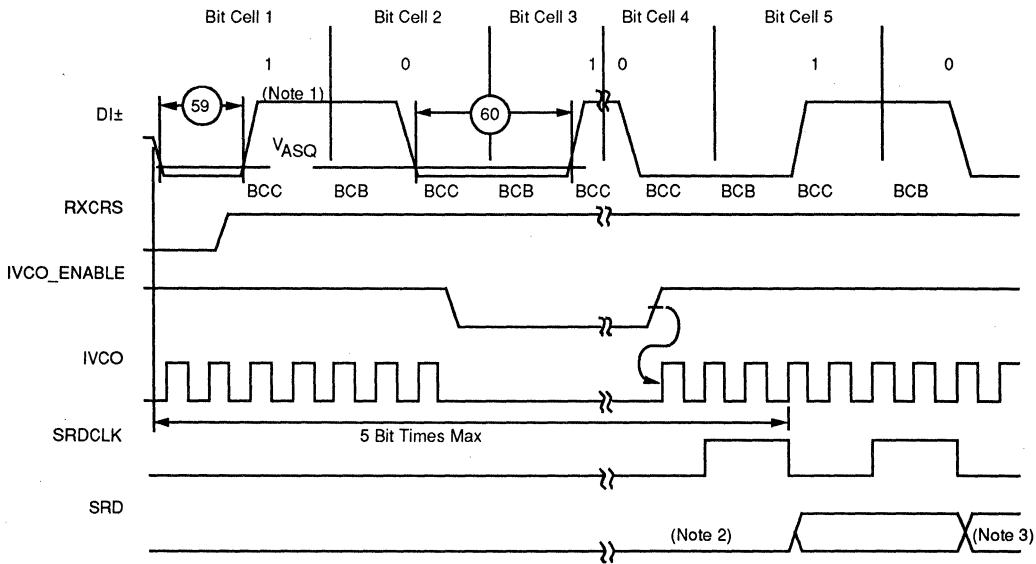 Bit Cell 1 Bit Cell 2 Bit Cell 3 Bit Cell 4 Bit Cell 5
1 0 1 0 1 0
DI± 59 (Note 1) 60
VASQ
BCC BCB BCC BCB BCC BCC BCB BCC BCB
RXCRS
IVCO_ENABLE
IVCO
5 Bit Times Max
SRDCLK
SRD
(Note 2) (Note 3)